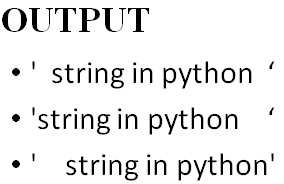 OUTPUT
• '  string in python  ‘
• 'string in python    ‘
• '    string in python'